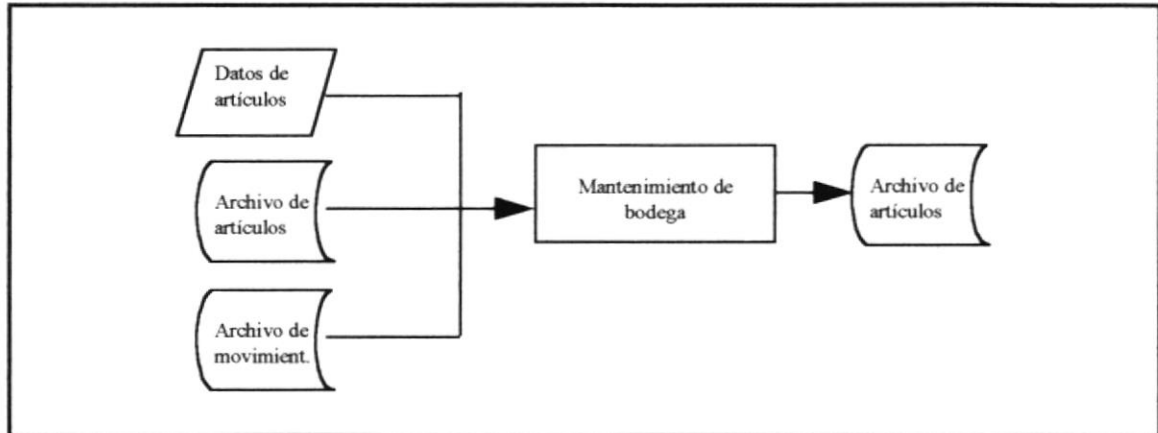 Datos de
artículos
Archivo de
artículos
Archivo de
movimient.
Mantenimiento de
bodega
Archivo de
artículos